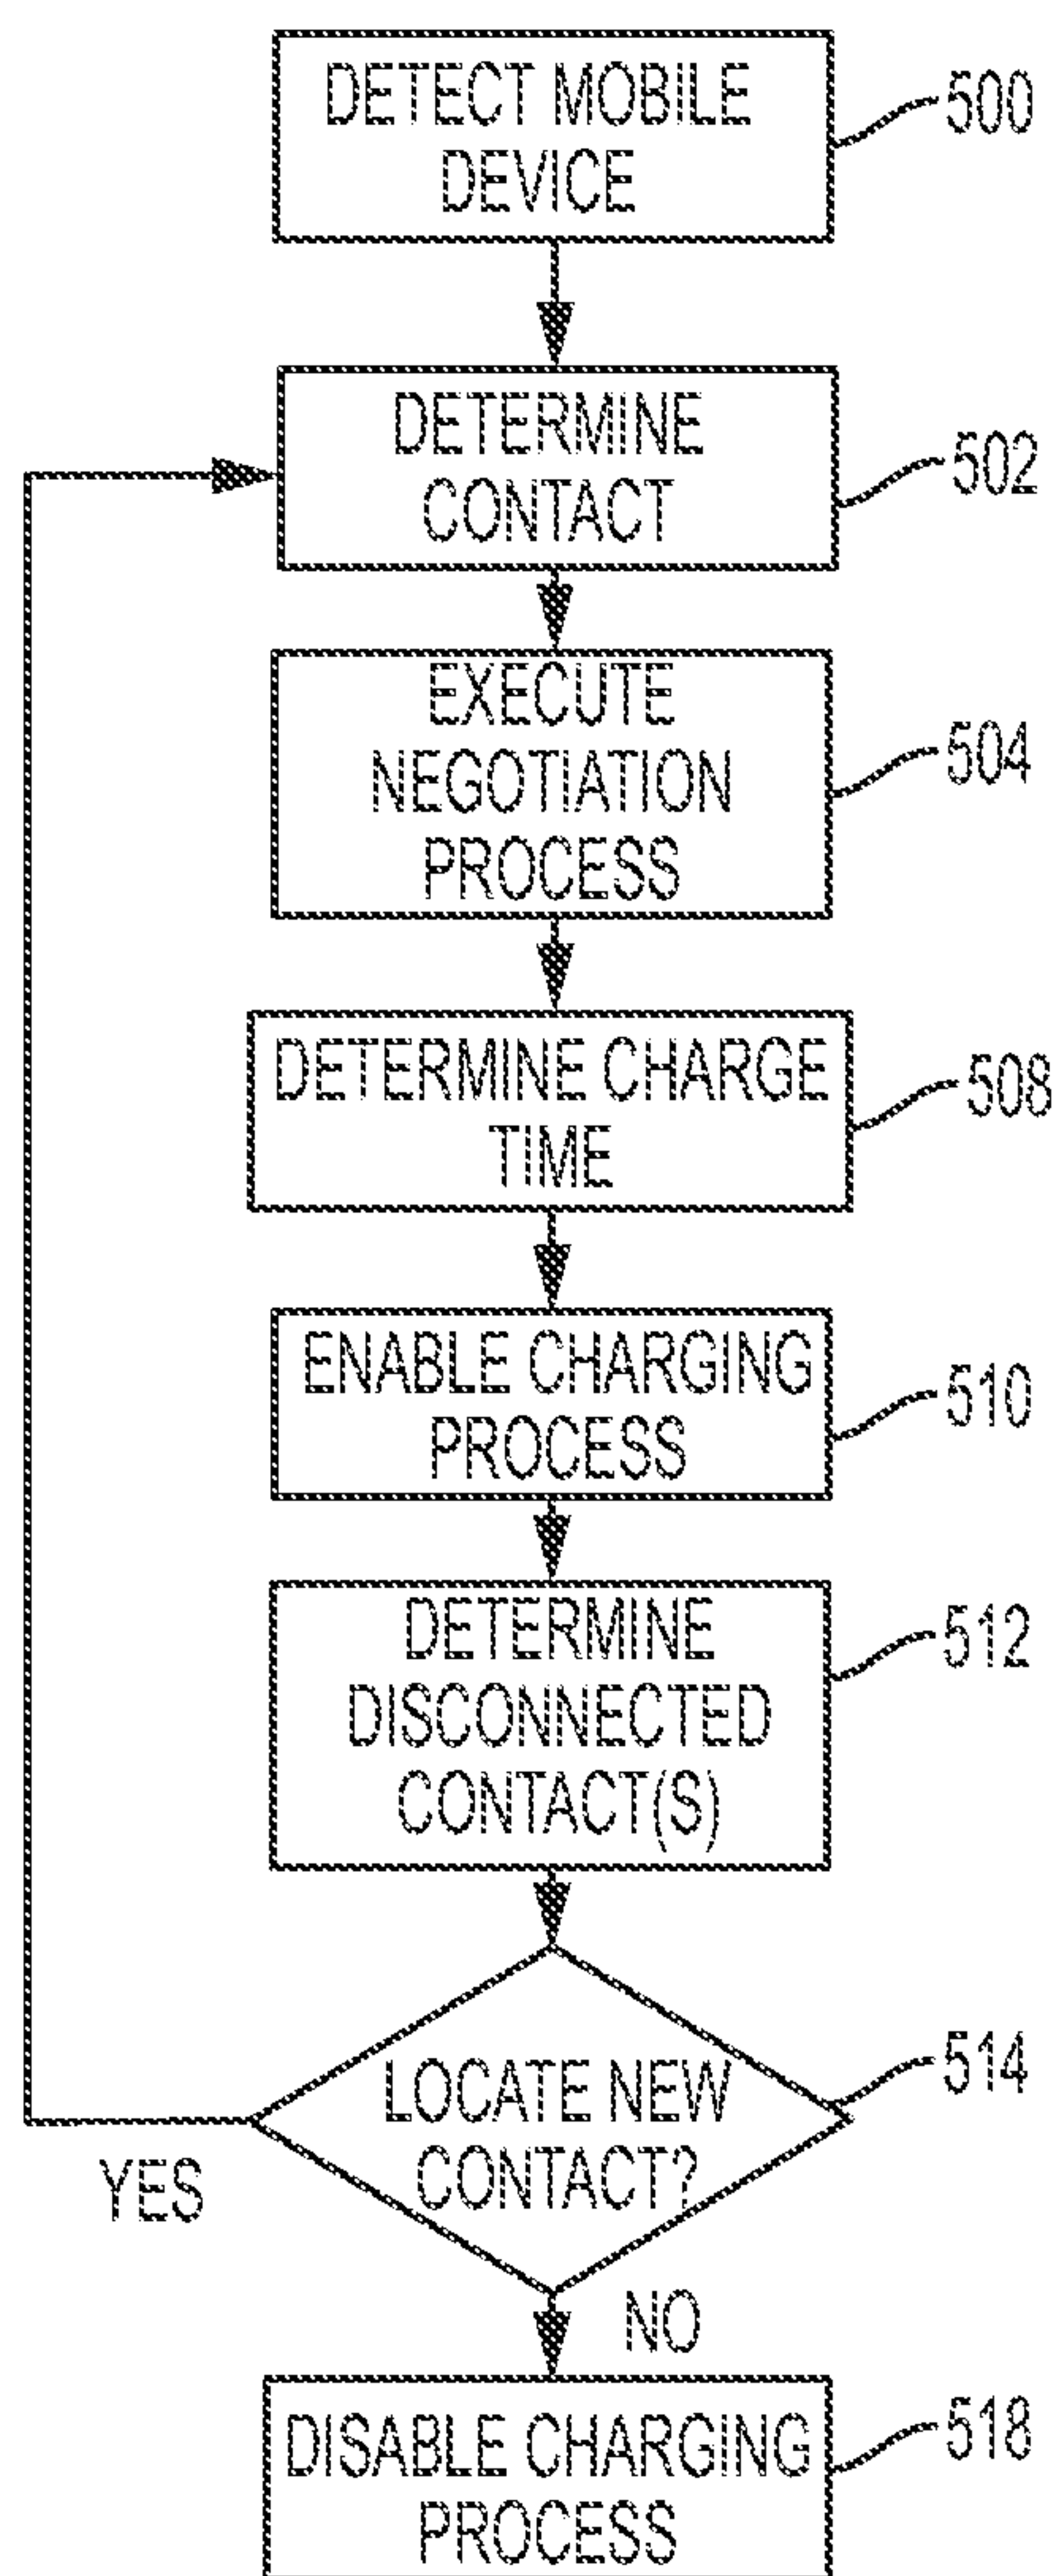 DETECT MOBILE
DEVICE
500
DETERMINE
CONTACT
502
EXECUTE
NEGOTIATION
PROCESS
504
DETERMINE CHARGE
TIME
508
ENABLE CHARGING
PROCESS
510
DETERMINE
DISCONNECTED
CONTACT(S)
512
LOCATE NEW
CONTACT?
514
YES
NO
DISABLE CHARGING
PROCESS
518